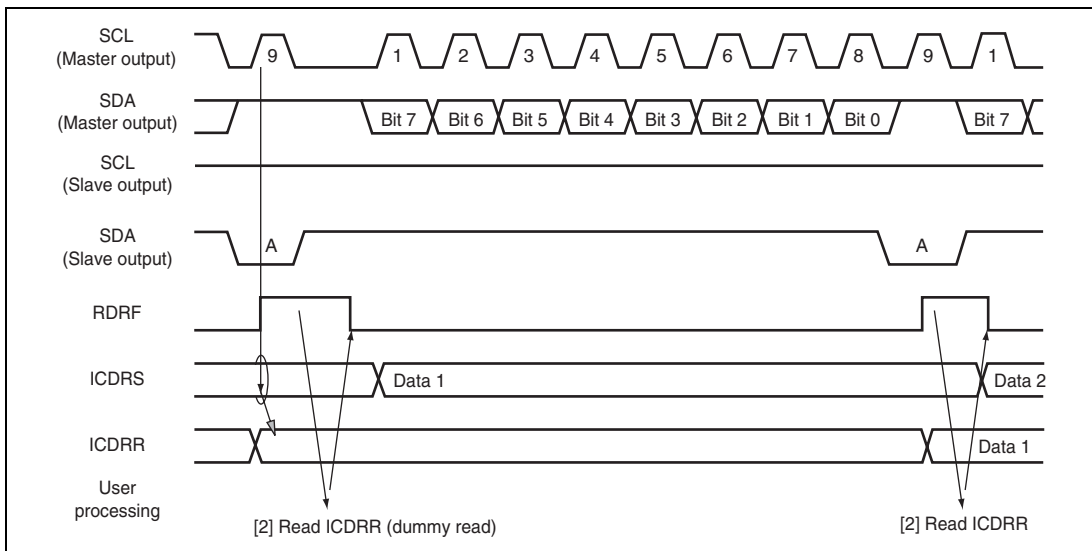 SCL
(Master output)
9 1 2 3 4 5 6 7 8 9 1
SDA
(Master output)
Bit 7 Bit 6 Bit 5 Bit 4 Bit 3 Bit 2 Bit 1 Bit 0 Bit 7
SCL
(Slave output)
SDA
(Slave output)
A A
RDRF
ICDRS
Data 1 Data 2
ICDRR
Data 1
User
processing
[2] Read ICDRR (dummy read) [2] Read ICDRR